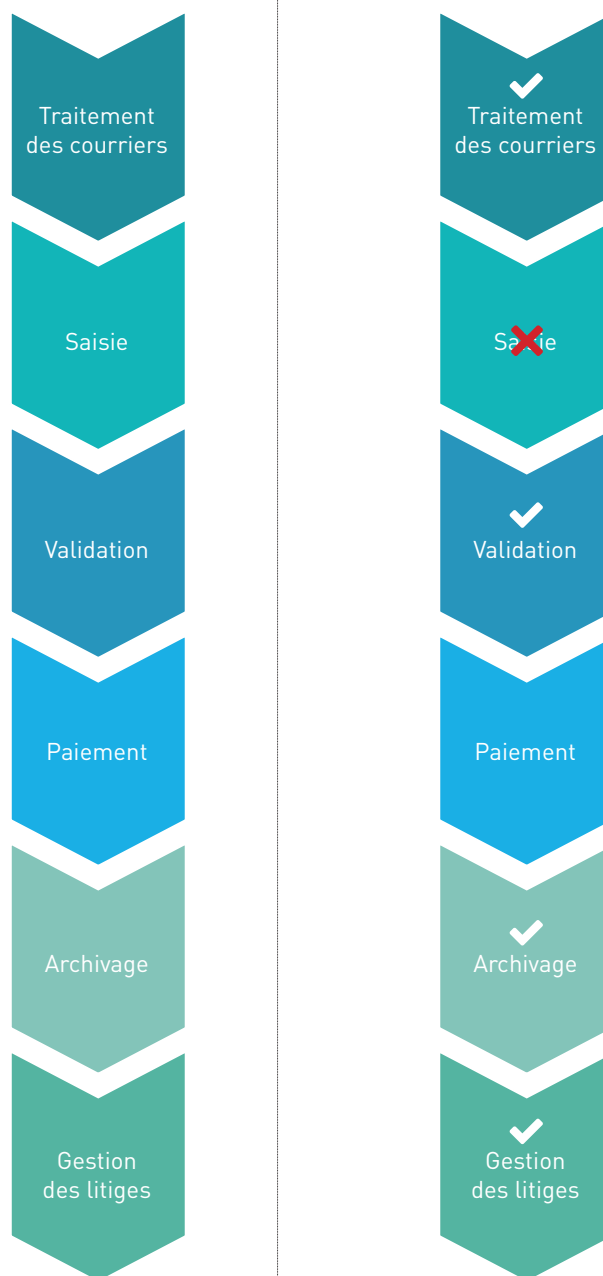 Traitement
des courriers
Saisie
Validation
Paiement
Archivage
Gestion
des litiges
Traitement
des courriers
Saisie
Validation
Paiement
Archivage
Gestion
des litiges